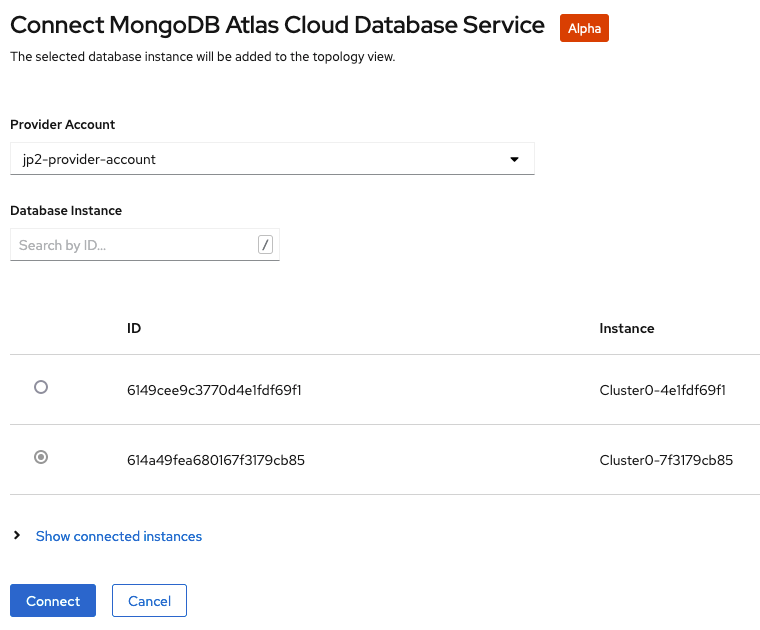 Connect MongoDB Atlas Cloud Database Service Alpha
The selected database instance will be added to the topology view.
Provider Account
jp2-provider-account
Database Instance
Search by ID... /
ID Instance
6149cee9c3770d4e1fdf69f1 Cluster0-4e1fdf69f1
614a49fea680167f3179cb85 Cluster0-7f3179cb85
Show connected instances
Connect Cancel